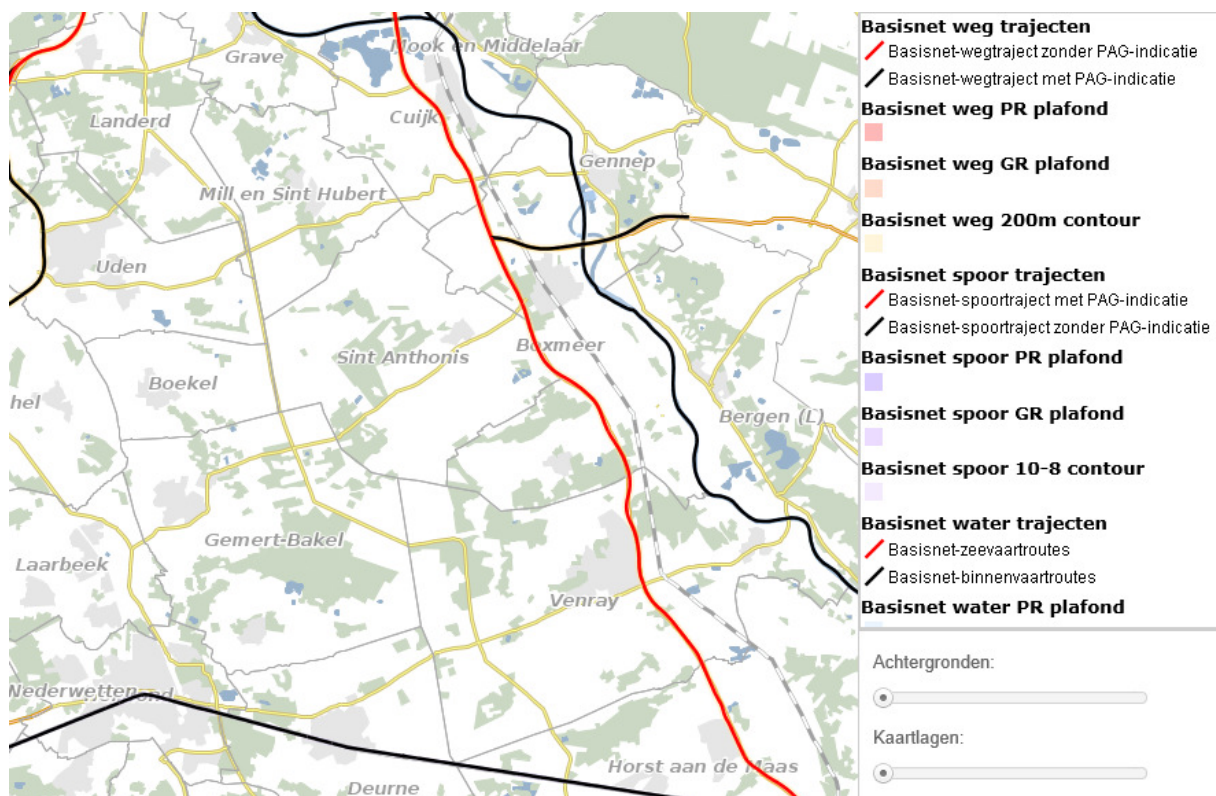 Mook en Middelaar
Grave
Cuijk
Landerd
Gennep
Mill en Sint Hubert
Uden
Boxmeer
Sint Anthonis
Boekel
hel
Bergen (L)
Gemert-Bakel
Laarbeek
Venray
Nederwetten
Horst aan de Maas
Deurne
Basisnet weg trajecten
Basisnet-wegtraject zonder PAG-indicatie
Basisnet-wegtraject met PAG-indicatie
Basisnet weg PR plafond
Basisnet weg GR plafond
Basisnet weg 200m contour
Basisnet spoor trajecten
Basisnet-spoortraject met PAG-indicatie
Basisnet-spoortraject zonder PAG-indicatie
Basisnet spoor PR plafond
Basisnet spoor GR plafond
Basisnet spoor 10-8 contour
Basisnet water trajecten
Basisnet-zeevaartroutes
Basisnet-binnenvaartroutes
Basisnet water PR plafond
Achtergronden:
Kaartlagen: